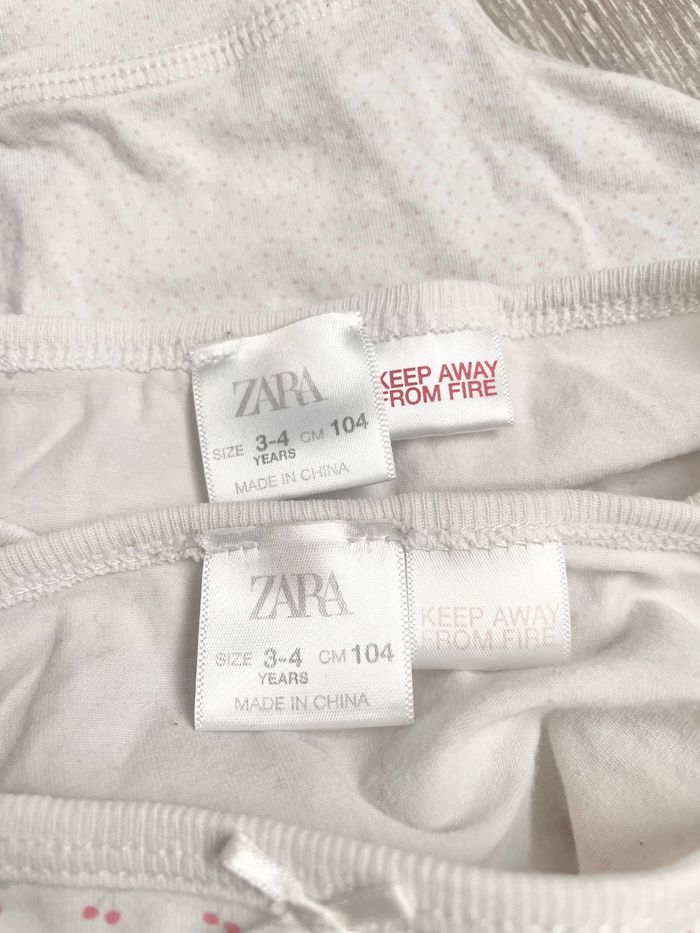 ZARA
SIZE 3-4 CM 104
YEARS
MADE IN CHINA
KEEP AWAY
FROM FIRE
ZARA
SIZE 3-4 CM 104
YEARS
MADE IN CHINA
KEEP AWAY
FROM FIRE